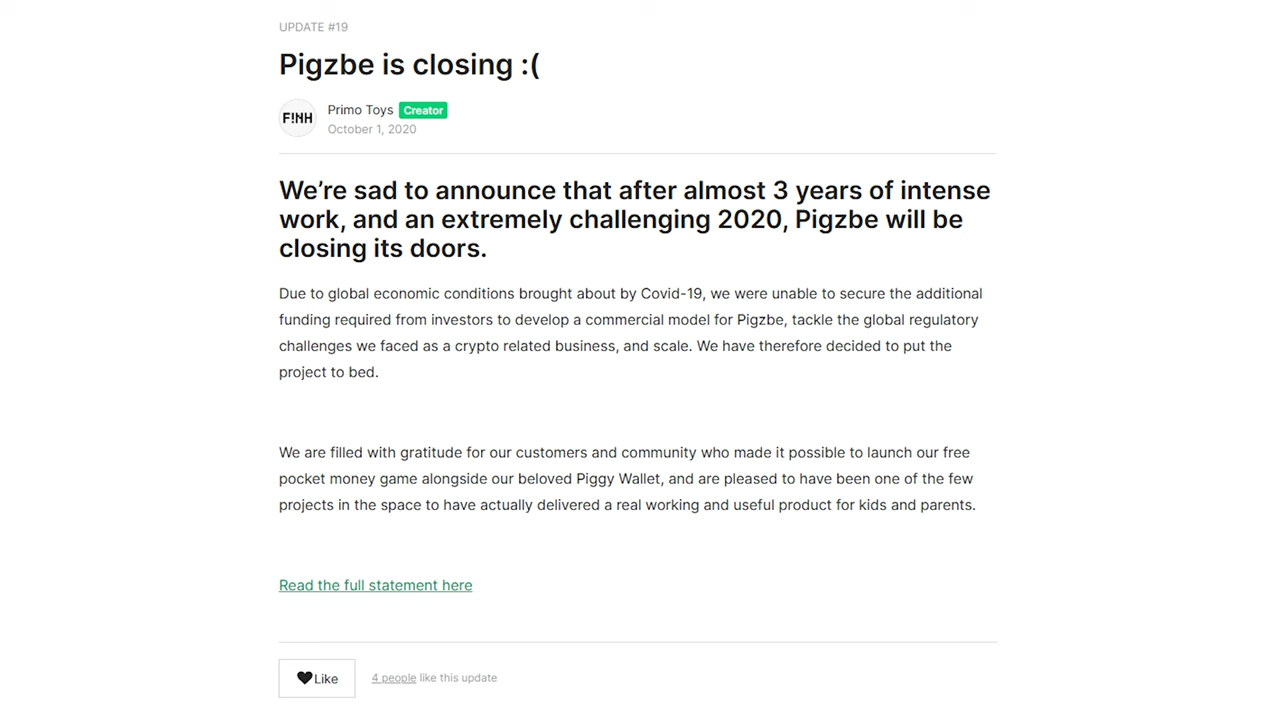 UPDATE #19
Pigzbe is closing :(
F!NH
Primo Toys Creator
October 1, 2020
We’re sad to announce that after almost 3 years of intense
work, and an extremely challenging 2020, Pigzbe will be
closing its doors.
Due to global economic conditions brought about by Covid-19, we were unable to secure the additional
funding required from investors to develop a commercial model for Pigzbe, tackle the global regulatory
challenges we faced as a crypto related business, and scale. We have therefore decided to put the
project to bed.
We are filled with gratitude for our customers and community who made it possible to launch our free
pocket money game alongside our beloved Piggy Wallet, and are pleased to have been one of the few
projects in the space to have actually delivered a real working and useful product for kids and parents.
Read the full statement here
Like
4 people like this update